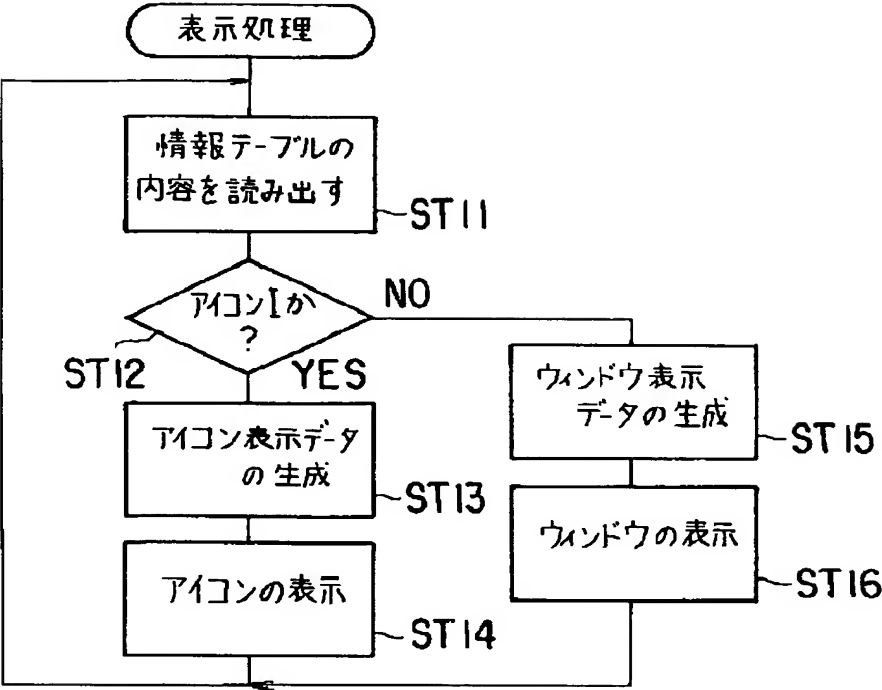 表示処理
情報テーブルの
内容を読み出す
ST11
アイコンIか
?
NO
ST12
YES
アイコン表示データ
の生成
ST13
アイコンの表示
ST14
ウィンドウ表示
データの生成
ST15
ウィンドウの表示
ST16